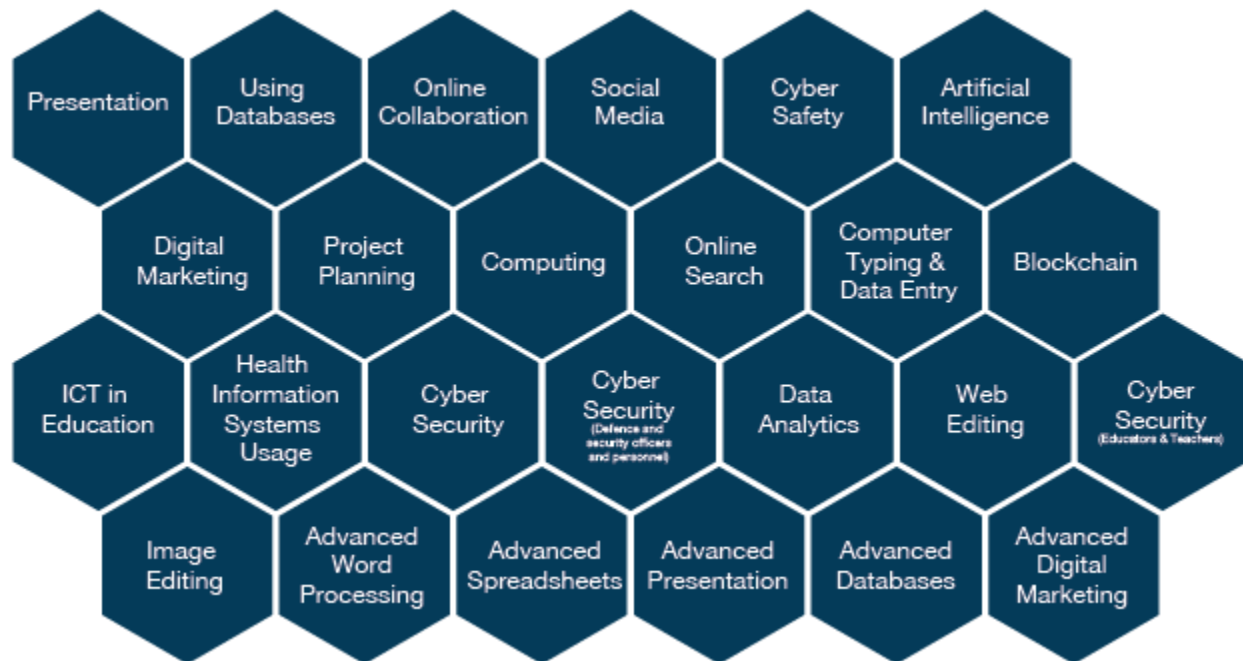 Presentation
Using
Databases
Online
Collaboration
Social
Media
Cyber
Safety
Artificial
Intelligence
Digital
Marketing
Project
Planning
Computing
Online
Search
Computer
Typing &
Data Entry
Blockchain
ICT in
Education
Health
Information
Systems
Usage
Cyber
Security
Cyber
Security
(Defence and
security officers
and personnel)
Data
Analytics
Web
Editing
Cyber
Security
(Educators & Teachers)
Image
Editing
Advanced
Word
Processing
Advanced
Spreadsheets
Advanced
Presentation
Advanced
Databases
Advanced
Digital
Marketing